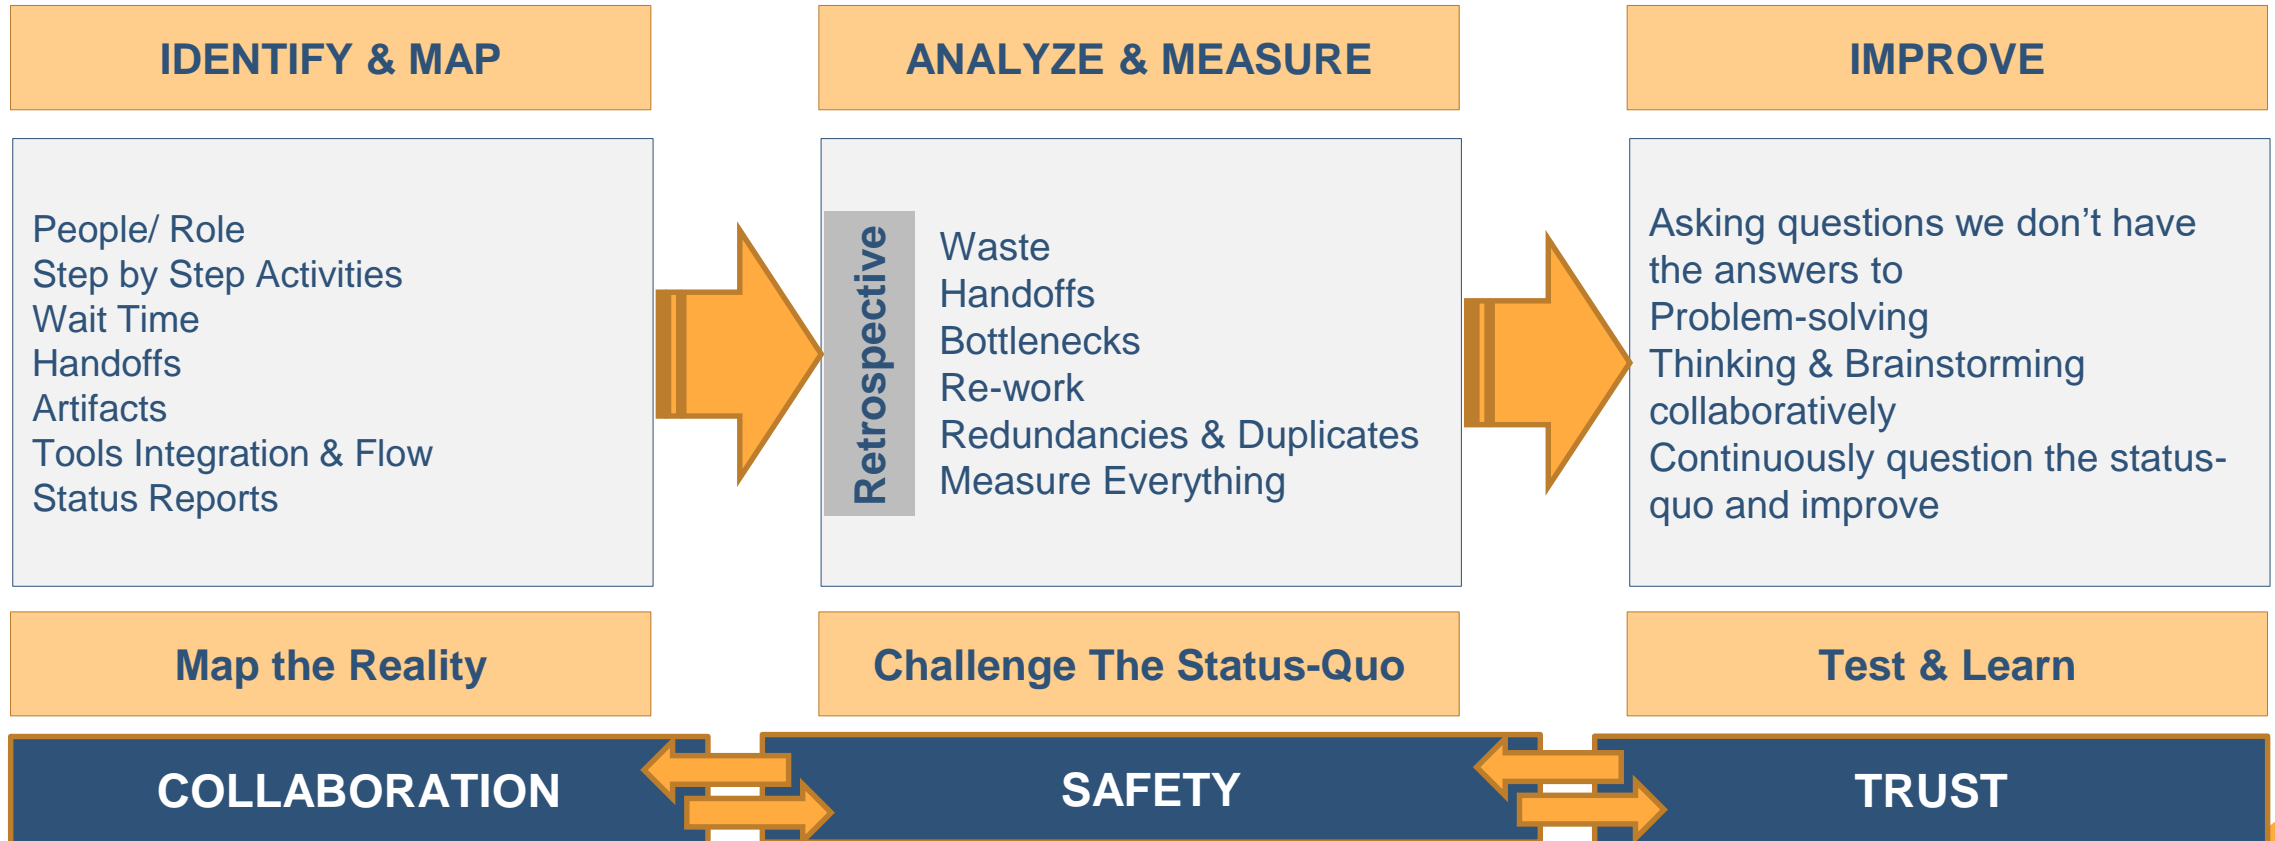 IDENTIFY & MAP
ANALYZE & MEASURE
IMPROVE
People/ Role
Step by Step Activities
Wait Time
Handoffs
Artifacts
Tools Integration & Flow
Status Reports
Retrospective
Waste
Handoffs
Bottlenecks
Re-work
Redundancies & Duplicates
Measure Everything
Asking questions we don’t have
the answers to
Problem-solving
Thinking & Brainstorming
collaboratively
Continuously question the status-
quo and improve
Map the Reality
Challenge The Status-Quo
Test & Learn
COLLABORATION
SAFETY
TRUST